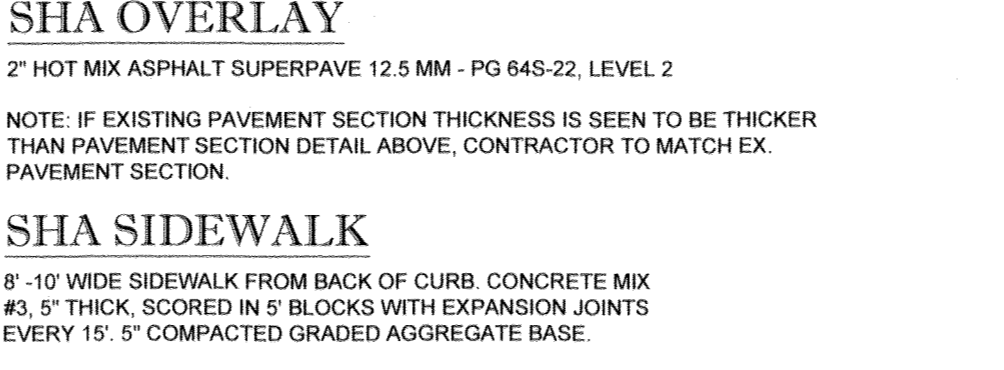 SHA OVERLAY
2" HOT MIX ASPHALT SUPERPAVE 12.5 MM - PG 64S-22, LEVEL 2
NOTE: IF EXISTING PAVEMENT SECTION THICKNESS IS SEEN TO BE THICKER
THAN PAVEMENT SECTION DETAIL ABOVE, CONTRACTOR TO MATCH EX.
PAVEMENT SECTION.
SHA SIDEWALK
8' -10' WIDE SIDEWALK FROM BACK OF CURB. CONCRETE MIX
#3, 5" THICK, SCORED IN 5' BLOCKS WITH EXPANSION JOINTS
EVERY 15'. 5" COMPACTED GRADED AGGREGATE BASE.